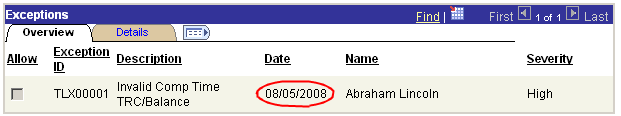 Exceptions Find | First 1 of 1 Last
Overview Details
Allow Exception ID Description Date Name Severity
TLX00001 Invalid Comp Time TRC/Balance 08/05/2008 Abraham Lincoln High